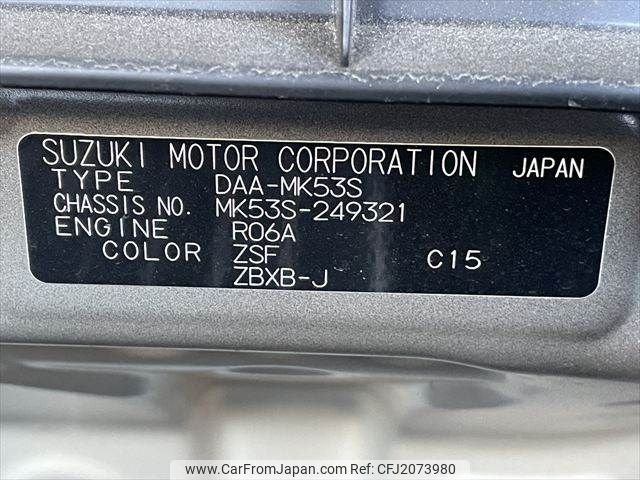 SUZUKI MOTOR CORPORATION JAPAN
TYPE DAA-MK53S
CHASSIS NO. MK53S-249321
ENGINE R06A
COLOR ZSF C15
ZBXB-J
www.CarFromJapan.com | Car ref: CFJ2073980